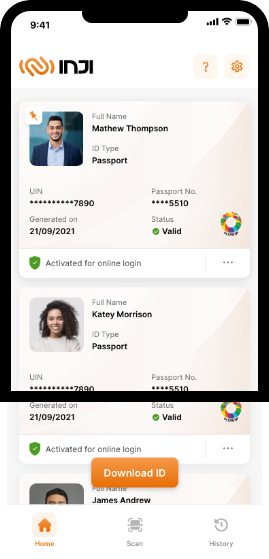 9:41
INJI
?
Full Name
Mathew Thompson
ID Type
Passport
UIN
Passport No.
**********7890
****5510
Generated on
Status
21/09/2021
Valid
Activated for online login
...
Full Name
Katey Morrison
ID Type
Passport
UIN
Passport No.
**********7890
****5510
Generated on
Status
21/09/2021
Valid
Activated for online login
...
Download ID
Full Name
James Andrew
Home
Scan
History